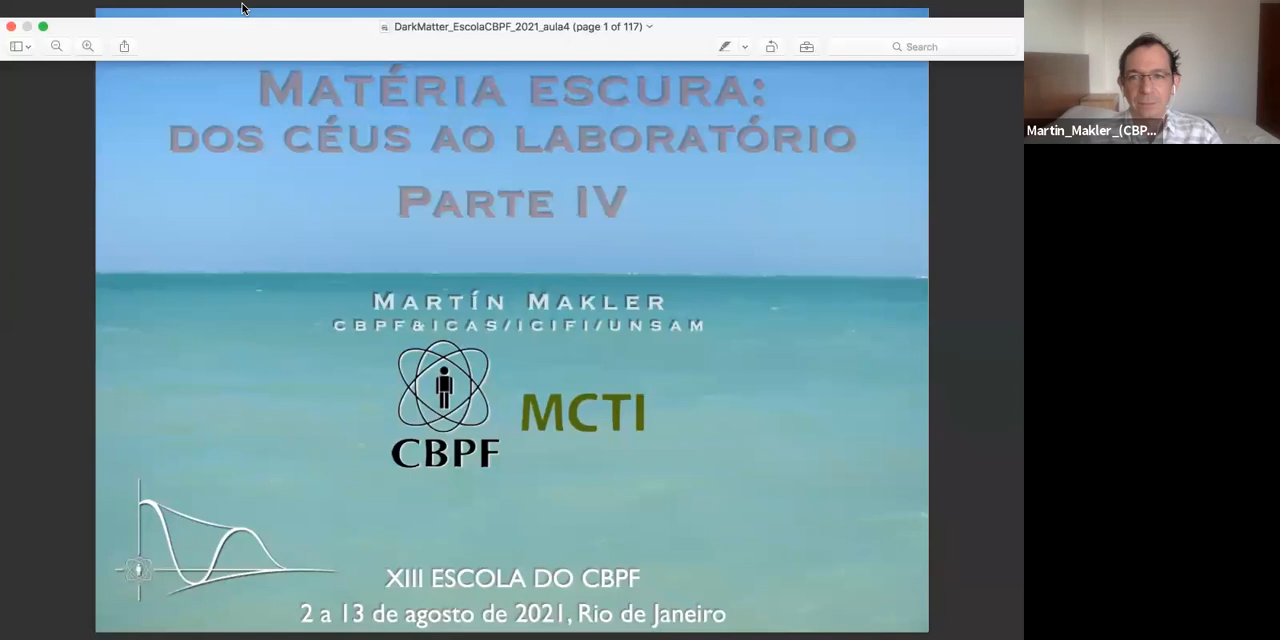 DarkMatter_EscolaCBPF_2021_aula4 (page 1 of 117)
Search
MATÉRIA ESCURA:
DOS CÉUS AO LABORATÓRIO
PARTE IV
MARTÍN MAKLER
CBPF&ICAS/ICIFI/UNSAM
MCTI
CBPF
XIII ESCOLA DO CBPF
2 a 13 de agosto de 2021, Rio de Janeiro
Martin_Makler_(CBP...